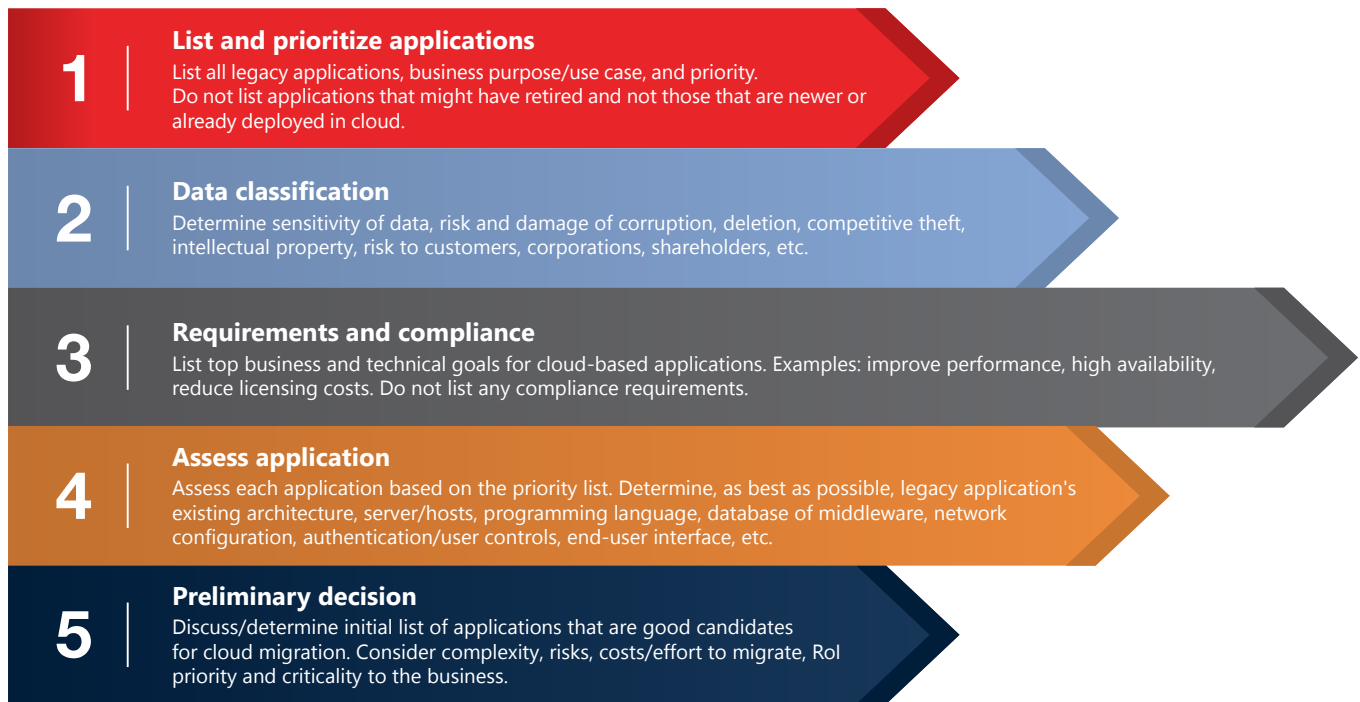 1
List and prioritize applications
List all legacy applications, business purpose/use case, and priority.
Do not list applications that might have retired and not those that are newer or
already deployed in cloud.
2
Data classification
Determine sensitivity of data, risk and damage of corruption, deletion, competitive theft,
intellectual property, risk to customers, corporations, shareholders, etc.
3
Requirements and compliance
List top business and technical goals for cloud-based applications. Examples: improve performance, high availability,
reduce licensing costs. Do not list any compliance requirements.
4
Assess application
Assess each application based on the priority list. Determine, as best as possible, legacy application's
existing architecture, server/hosts, programming language, database of middleware, network
configuration, authentication/user controls, end-user interface, etc.
5
Preliminary decision
Discuss/determine initial list of applications that are good candidates
for cloud migration. Consider complexity, risks, costs/effort to migrate, RoI
priority and criticality to the business.